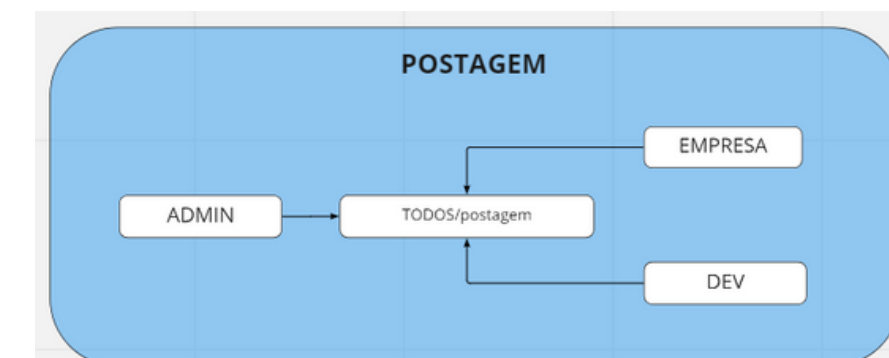 POSTAGEM
EMPRESA
ADMIN
TODOS/postagem
DEV